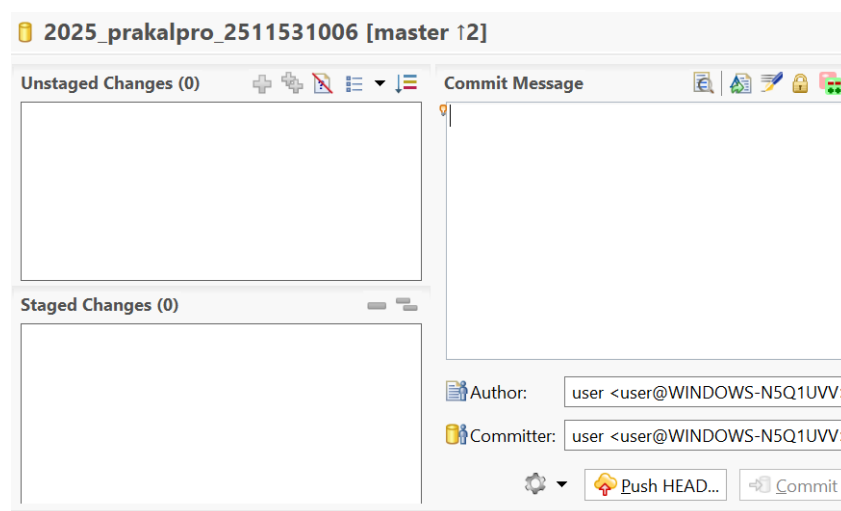 2025_prakalpro_2511531006 [master ↑2]
Unstaged Changes (0)
Commit Message
Staged Changes (0)
Author: user <user@WINDOWS-N5Q1UVV>
Committer: user <user@WINDOWS-N5Q1UVV>
Push HEAD...
Commit